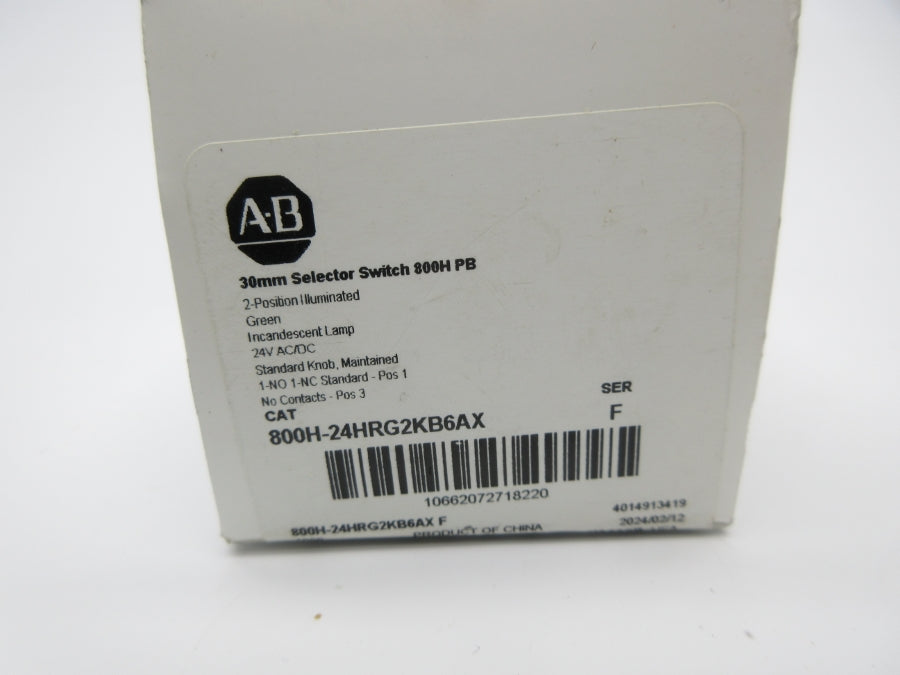 A·B
30mm Selector Switch 800H PB
2-Position Illuminated
Green
Incandescent Lamp
24V AC/DC
Standard Knob, Maintained
1-NO 1-NC Standard - Pos 1
No Contacts - Pos 3
CAT
SER
800H-24HRG2KB6AX
F
10662072718220
4014913419
800H-24HRG2KB6AX F
2024/02/12
PRODUCT OF CHINA